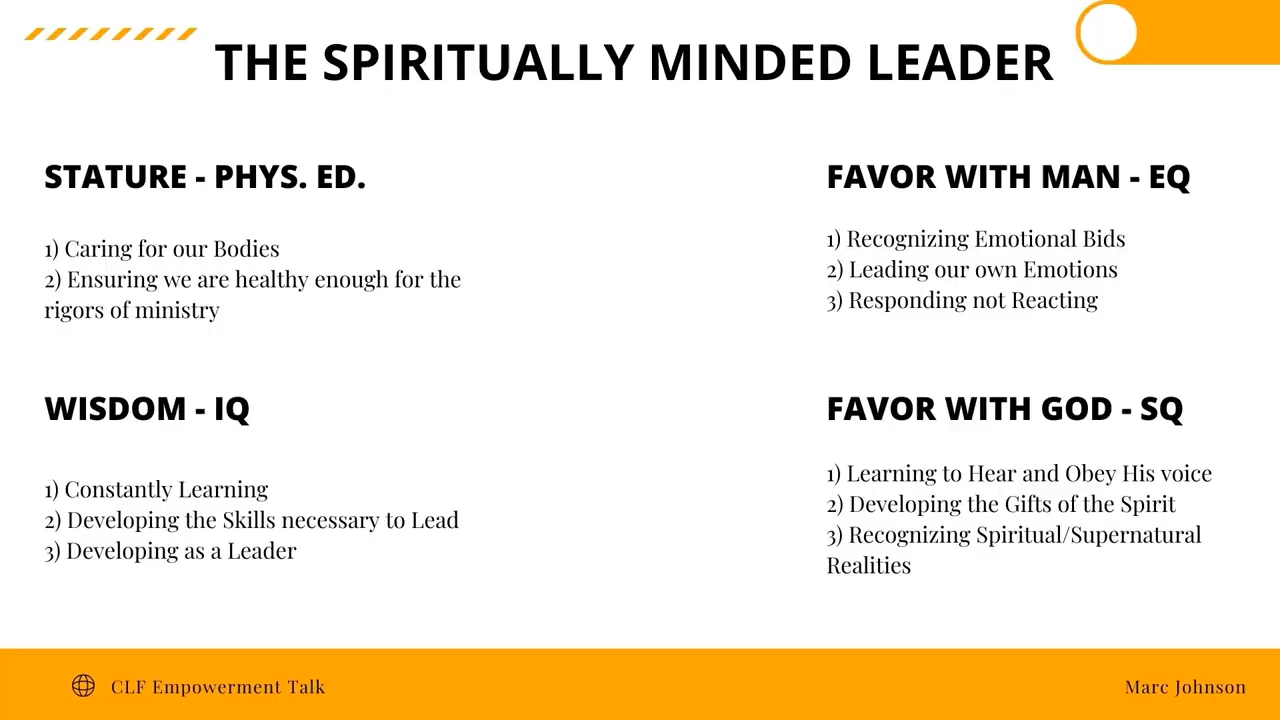 THE SPIRITUALLY MINDED LEADER
STATURE - PHYS. ED.
1) Caring for our Bodies
2) Ensuring we are healthy enough for the
rigors of ministry
WISDOM - IQ
1) Constantly Learning
2) Developing the Skills necessary to Lead
3) Developing as a Leader
FAVOR WITH MAN - EQ
1) Recognizing Emotional Bids
2) Leading our own Emotions
3) Responding not Reacting
FAVOR WITH GOD - SQ
1) Learning to Hear and Obey His voice
2) Developing the Gifts of the Spirit
3) Recognizing Spiritual/Supernatural
Realities
CLF Empowerment Talk
Marc Johnson